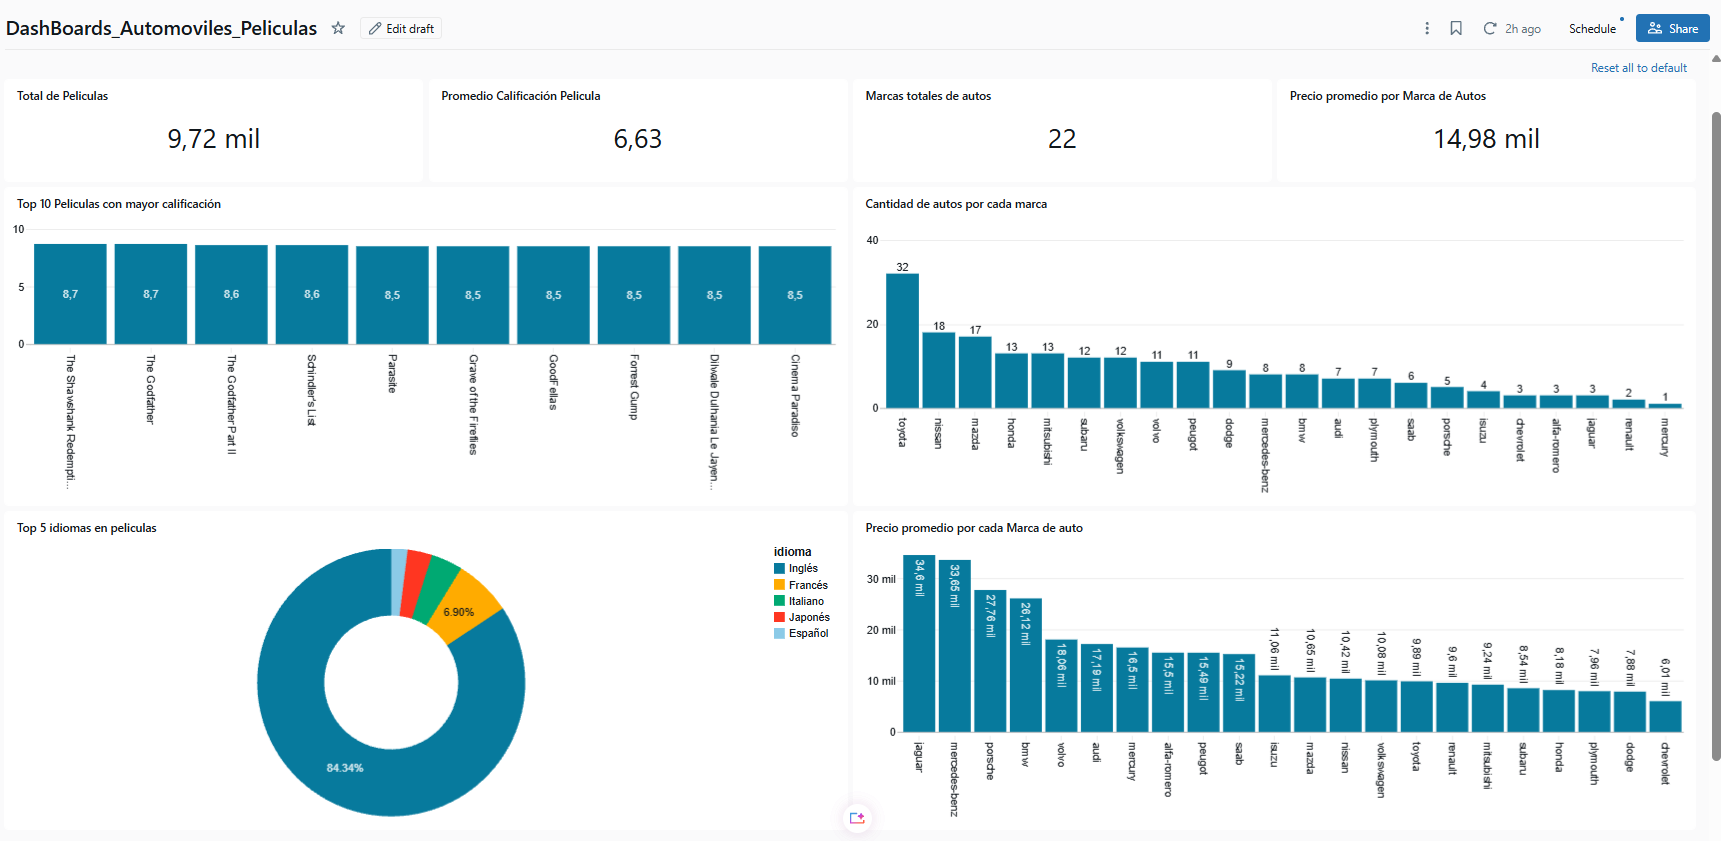 DashBoards_Automoviles_Peliculas
Edit draft
2h ago
Schedule
Share
Reset all to default
Total de Peliculas
9,72 mil
Promedio Calificación Pelicula
6,63
Marcas totales de autos
22
Precio promedio por Marca de Autos
14,98 mil
Top 10 Peliculas con mayor calificación
10
5
0
8,7
8,7
8,6
8,6
8,5
8,5
8,5
8,5
8,5
8,5
The Shawshank Redempti...
The Godfather
The Godfather Part II
Schindler's List
Parasite
Grave of the Fireflies
GoodFellas
Forrest Gump
Dilwale Dulhania Le Jayen...
Cinema Paradiso
Cantidad de autos por cada marca
40
20
0
32
18
17
13
13
12
12
11
11
9
8
8
7
7
6
5
4
3
3
3
2
1
toyota
nissan
mazda
honda
mitsubishi
subaru
volkswagen
volvo
peugot
dodge
mercedes-benz
bmw
audi
plymouth
saab
porsche
isuzu
chevrolet
alfa-romero
jaguar
renault
mercury
Top 5 idiomas en peliculas
idioma
Inglés
Francés
Italiano
Japonés
Español
6.90%
84.34%
Precio promedio por cada Marca de auto
30 mil
20 mil
10 mil
0
34,6 mil
33,65 mil
27,76 mil
26,12 mil
18,06 mil
17,19 mil
16,5 mil
15,5 mil
15,49 mil
15,22 mil
11,06 mil
10,65 mil
10,42 mil
10,08 mil
9,89 mil
9,6 mil
9,24 mil
8,54 mil
8,18 mil
7,96 mil
7,88 mil
6,01 mil
jaguar
mercedes-benz
porsche
bmw
volvo
audi
mercury
alfa-romero
peugot
saab
isuzu
mazda
nissan
volkswagen
toyota
renault
mitsubishi
subaru
honda
plymouth
dodge
chevrolet